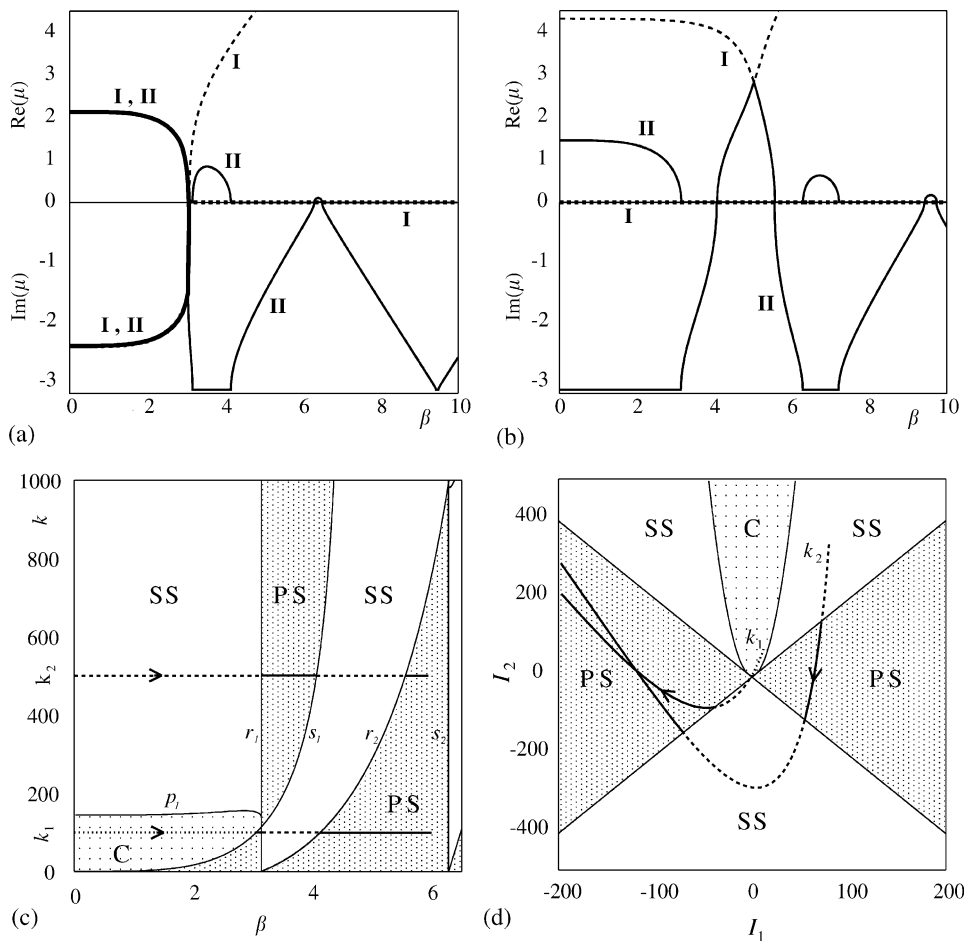 4
3
2
1
0
-1
-2
-3
Re(μ)
Im(μ)
I , II
I
II
I
I , II
II
0
2
4
6
8
10
β
(a)
4
3
2
1
0
-1
-2
-3
Re(μ)
Im(μ)
I
II
I
II
0
2
4
6
8
10
β
(b)
1000
k
800
600
k2
400
200
k1
0
SS
PS
SS
r1
s1
r2
s2
p1
PS
C
0
2
4
6
β
(c)
400
200
0
-200
-400
I2
SS
C
SS
k2
k1
PS
PS
SS
-200
-100
0
100
200
I1
(d)